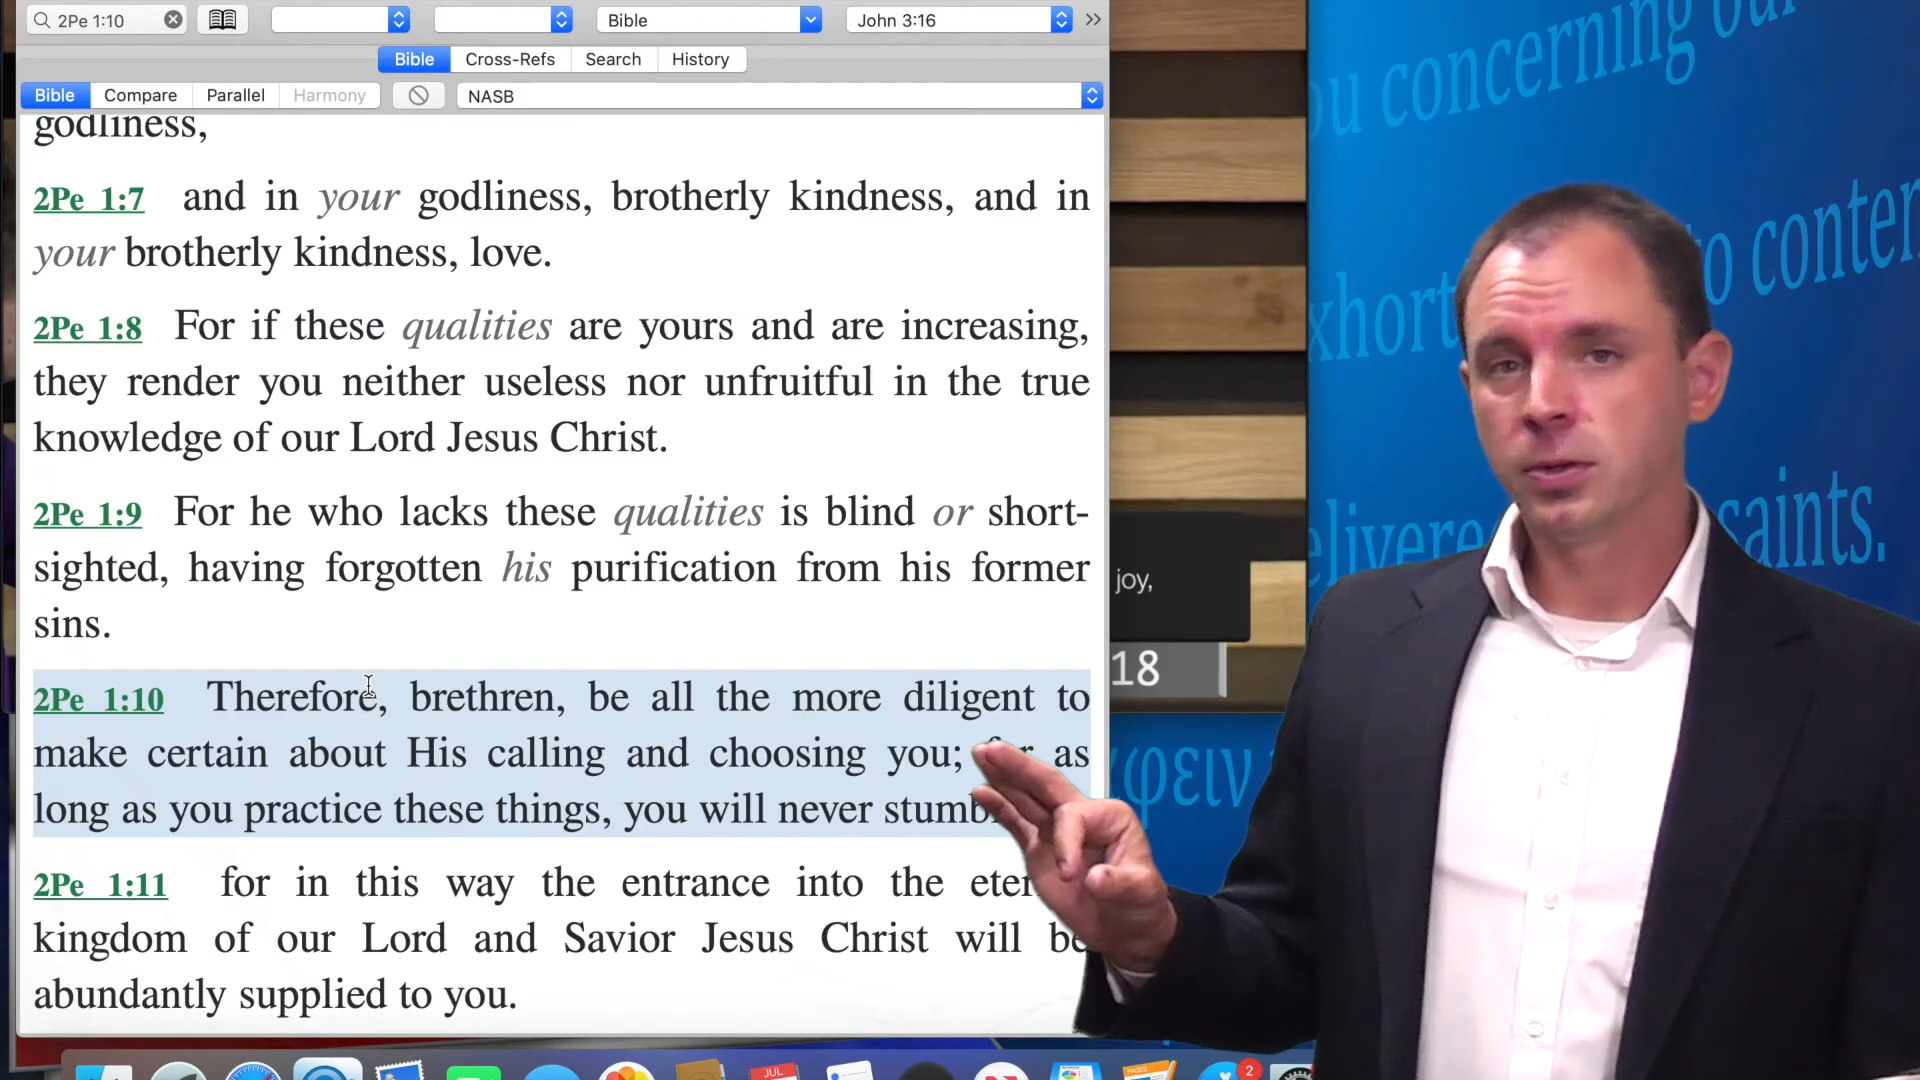 2Pe 1:10
Bible
John 3:16
Bible Cross-Refs Search History
Bible Compare Parallel Harmony
NASB
godliness,
2Pe 1:7 and in your godliness, brotherly kindness, and in
your brotherly kindness, love.
2Pe 1:8 For if these qualities are yours and are increasing,
they render you neither useless nor unfruitful in the true
knowledge of our Lord Jesus Christ.
2Pe 1:9 For he who lacks these qualities is blind or short-
sighted, having forgotten his purification from his former
sins.
2Pe 1:10 Therefore, brethren, be all the more diligent to
make certain about His calling and choosing you; for as
long as you practice these things, you will never
2Pe 1:11 for in this way the entrance into the
kingdom of our Lord and Savior Jesus Christ will be
abundantly supplied to you.
joy,
18
concerning our
to
saints.
JUL
PAGES
2